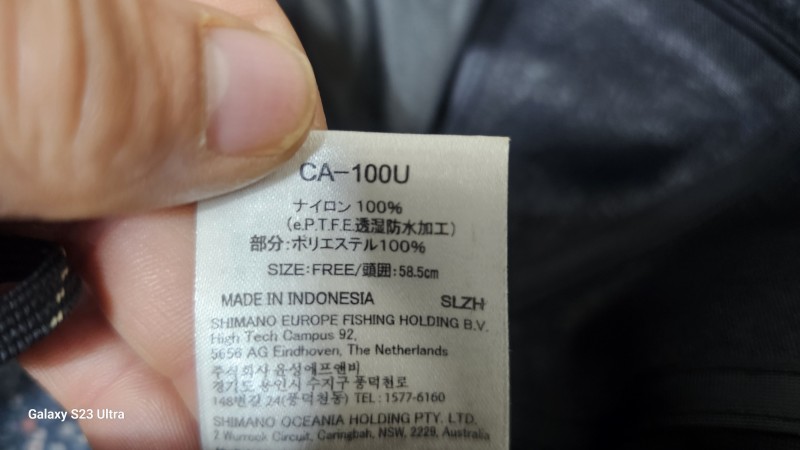 CA-100U
ナイロン 100%
(e.P.T.F.E.透湿防水加工)
部分:ポリエステル100%
SIZE:FREE/頭囲:58.5cm
MADE IN INDONESIA SLZH
SHIMANO EUROPE FISHING HOLDING B.V.
High Tech Campus 92,
5656 AG Eindhoven, The Netherlands
주식회사 윤성에프앤비
경기도 용인시 수지구 풍덕천로
148번길 24(풍덕천동) TEL:1577-6160
SHIMANO OCEANIA HOLDING PTY. LTD.
2 Wurrook Circuit, Caringbah, NSW, 2229, Australia
Galaxy S23 Ultra